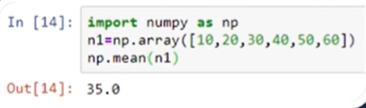 In [14]: import numpy as np
n1=np.array([10,20,30,40,50,60])
np.mean(n1)
Out[14]: 35.0